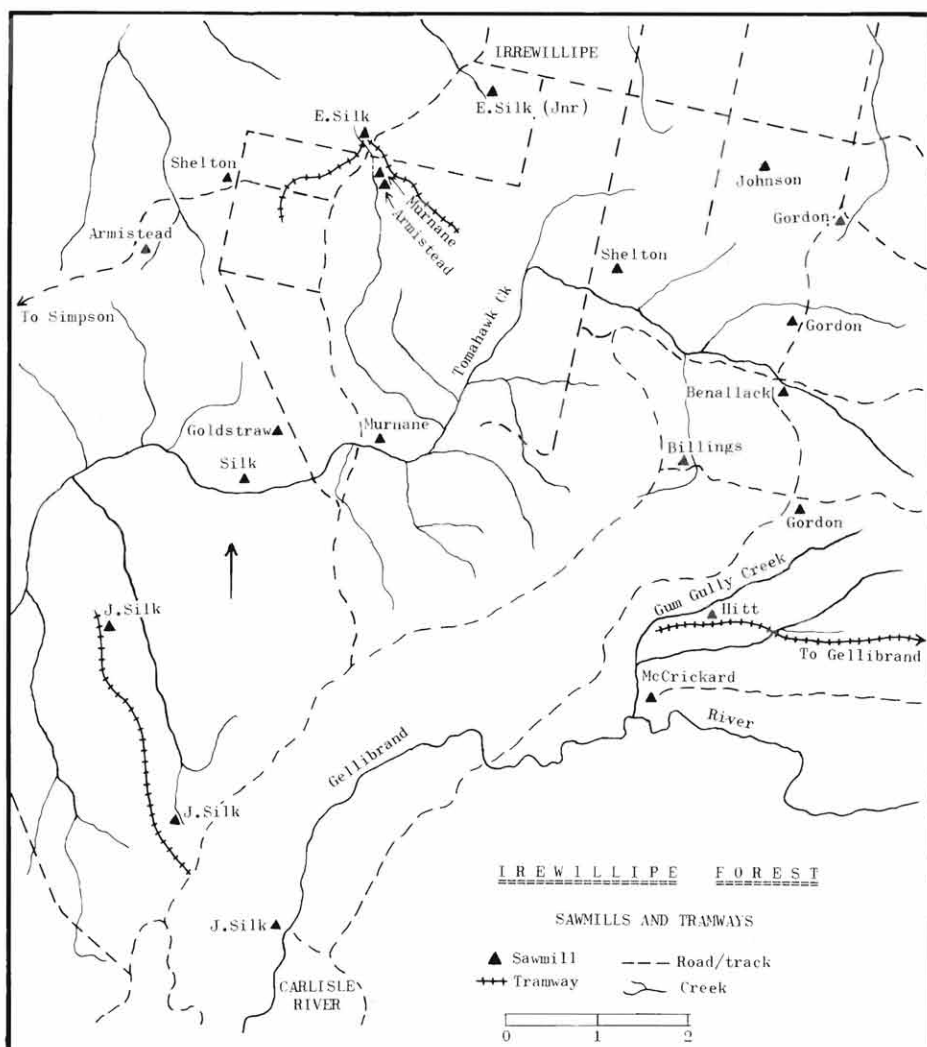 IRREWILLIPE
E.Silk (Jnr)
E.Silk
Shelton
Murnane
Armistead
Johnson
Gordon
Armistead
Shelton
To Simpson
Tomahawk Ck
Gordon
Benallack
Goldstraw
Murnane
Billings
Silk
Gordon
Gum Gully Creek
J.Silk
Hitt
To Gellibrand
McCrickard
River
Gellibrand
J.Silk
IREWILLIPE FOREST
SAWMILLS AND TRAMWAYS
J.Silk
Sawmill
Road/track
Tramway
Creek
CARLISLE
RIVER
0 1 2